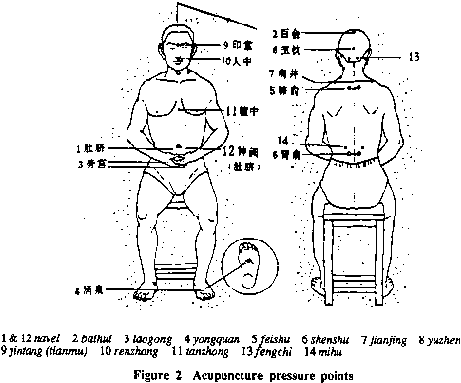 9 印堂
10 人中
11 膻中
1 肚脐
3 劳宫
12 神阙
(肚脐)
4 涌泉
2 百会
8 玉枕
13
7 肩井
5 肺俞
14
6 肾俞
1 & 12 navel 2 baihui 3 laogong 4 yongquan 5 feishu 6 shenshu 7 jianjing 8 yuzhen
9 yintang (tianmu) 10 renzhong 11 tanzhong 13 fengchi 14 mihu
Figure 2 Acupuncture pressure points